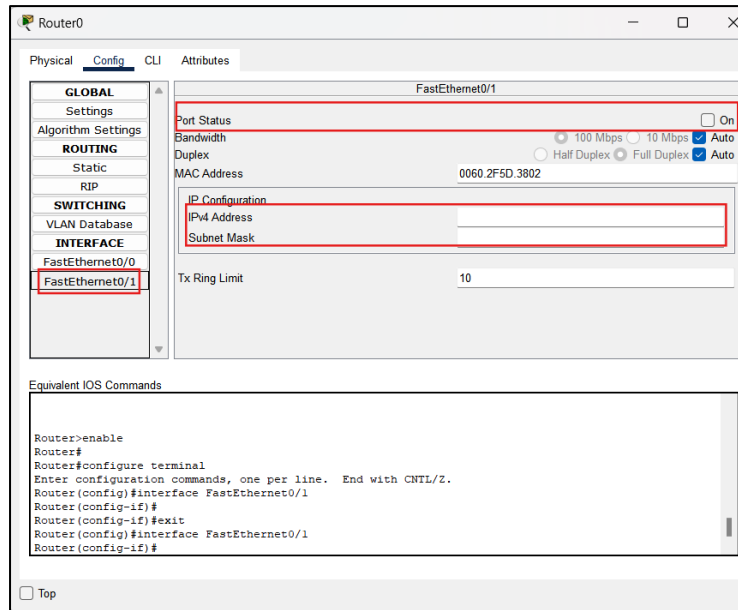 Router0
Physical Config CLI Attributes
GLOBAL
Settings
Algorithm Settings
ROUTING
Static
RIP
SWITCHING
VLAN Database
INTERFACE
FastEthernet0/0
FastEthernet0/1
FastEthernet0/1
Port Status On
Bandwidth 100 Mbps 10 Mbps Auto
Duplex Half Duplex Full Duplex Auto
MAC Address 0060.2F5D.3802
IP Configuration
IPv4 Address
Subnet Mask
Tx Ring Limit 10
Equivalent IOS Commands
Router>enable
Router#
Router#configure terminal
Enter configuration commands, one per line. End with CNTL/Z.
Router(config)#interface FastEthernet0/1
Router(config-if)#
Router(config-if)#exit
Router(config)#interface FastEthernet0/1
Router(config-if)#
Top